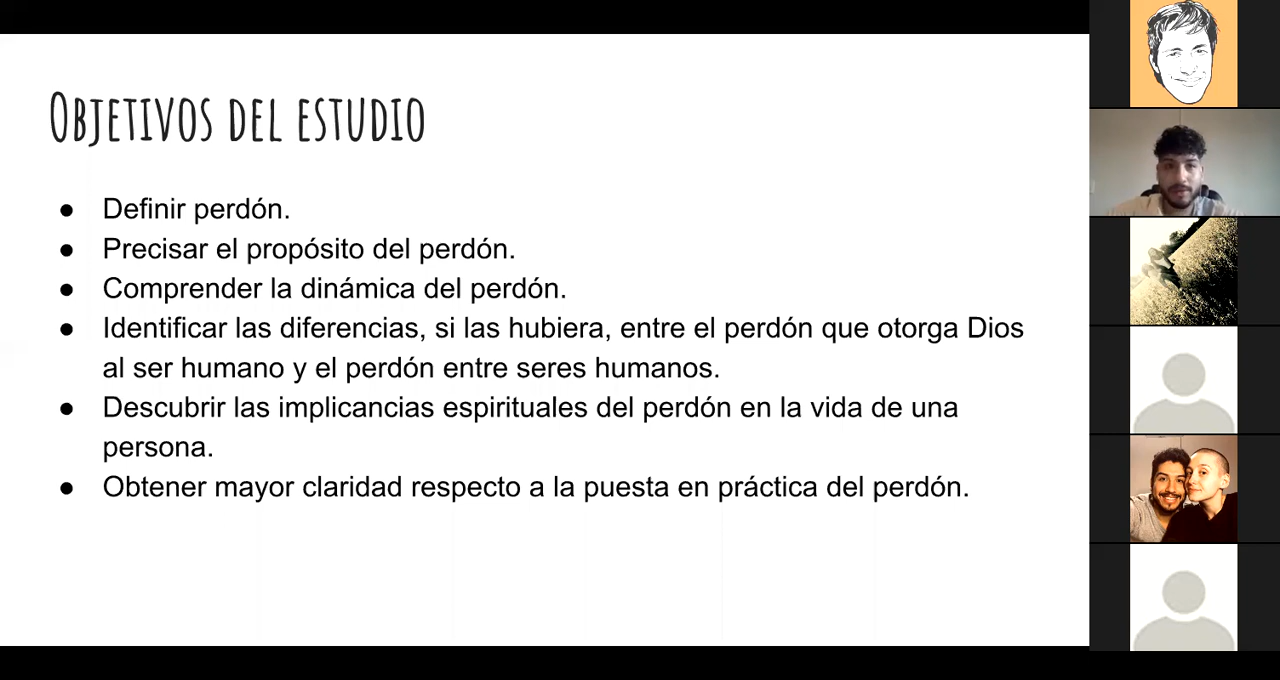 Objetivos del estudio
● Definir perdón.
● Precisar el propósito del perdón.
● Comprender la dinámica del perdón.
● Identificar las diferencias, si las hubiera, entre el perdón que otorga Dios
al ser humano y el perdón entre seres humanos.
● Descubrir las implicancias espirituales del perdón en la vida de una
persona.
● Obtener mayor claridad respecto a la puesta en práctica del perdón.